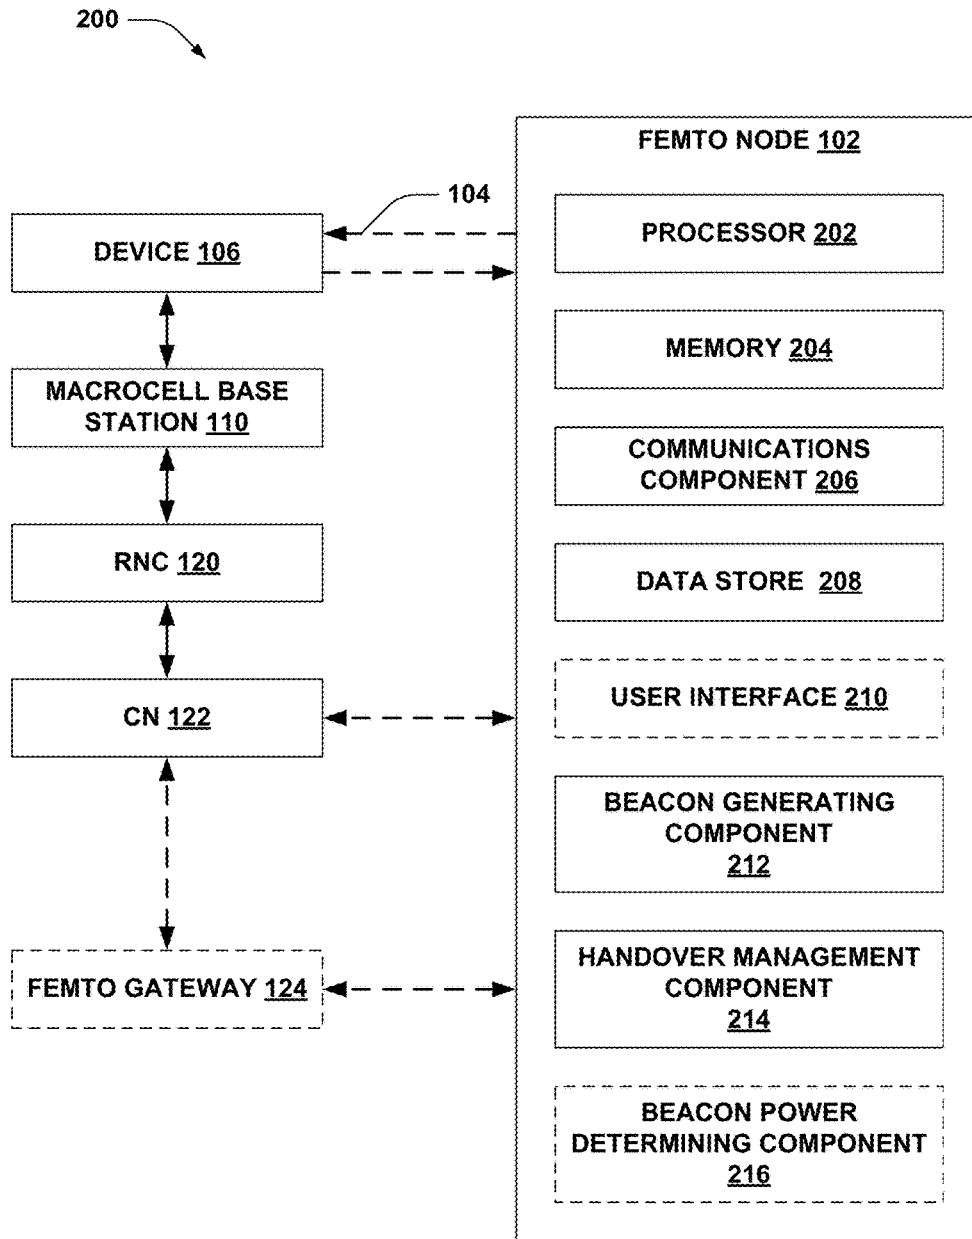 200
FEMTO NODE 102
104
DEVICE 106
PROCESSOR 202
MEMORY 204
MACROCELL BASE
STATION 110
COMMUNICATIONS
COMPONENT 206
RNC 120
DATA STORE 208
CN 122
USER INTERFACE 210
BEACON GENERATING
COMPONENT
212
FEMTO GATEWAY 124
HANDOVER MANAGEMENT
COMPONENT
214
BEACON POWER
DETERMINING COMPONENT
216